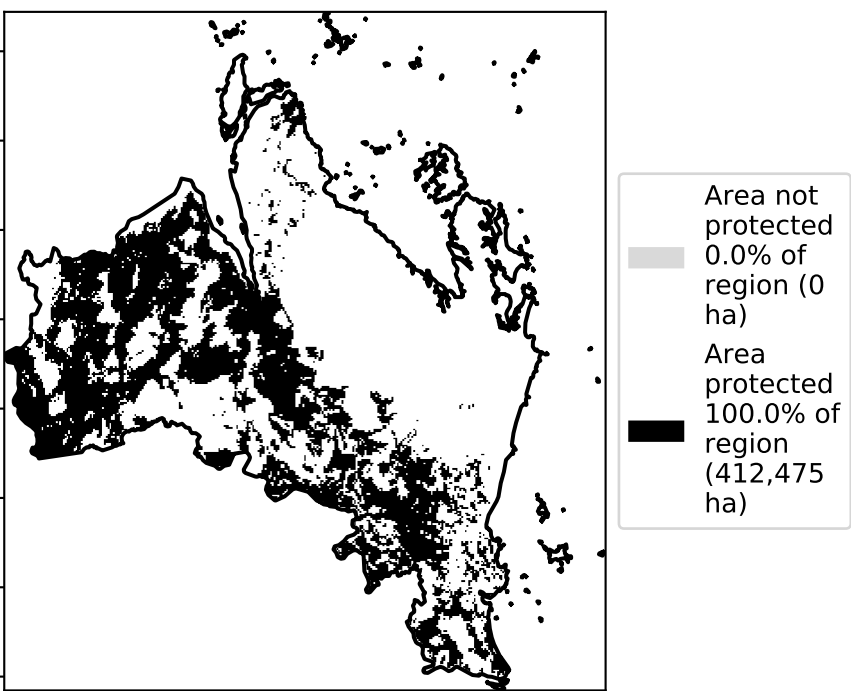 Area not
protected
0.0% of
region (0
ha)
Area
protected
100.0% of
region
(412,475
ha)